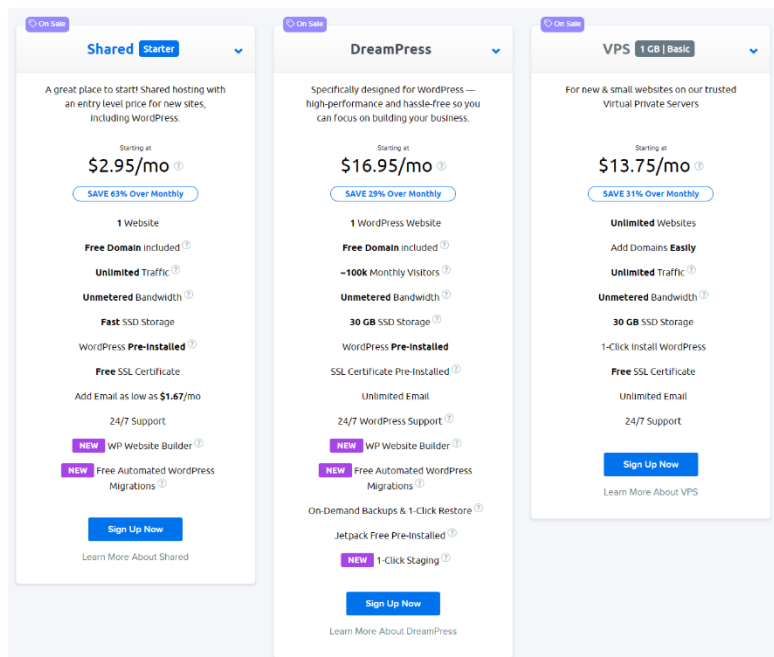 On Sale
Shared Starter
A great place to start! Shared hosting with
an entry level price for new sites,
including WordPress.
Starting at
$2.95/mo ?
SAVE 63% Over Monthly
1 Website
Free Domain included ?
Unlimited Traffic ?
Unmetered Bandwidth ?
Fast SSD Storage
WordPress Pre-Installed ?
Free SSL Certificate
Add Email as low as $1.67/mo
24/7 Support
NEW WP Website Builder ?
NEW Free Automated WordPress
Migrations ?
Sign Up Now
Learn More About Shared
On Sale
DreamPress
Specifically designed for WordPress —
high-performance and hassle-free so you
can focus on building your business.
Starting at
$16.95/mo ?
SAVE 29% Over Monthly
1 WordPress Website
Free Domain included ?
~100k Monthly Visitors ?
Unmetered Bandwidth ?
30 GB SSD Storage ?
WordPress Pre-Installed
SSL Certificate Pre-Installed ?
Unlimited Email
24/7 WordPress Support ?
NEW WP Website Builder ?
NEW Free Automated WordPress
Migrations ?
On-Demand Backups & 1-Click Restore ?
Jetpack Free Pre-Installed ?
NEW 1-Click Staging ?
Sign Up Now
Learn More About DreamPress
On Sale
VPS 1 GB | Basic
For new & small websites on our trusted
Virtual Private Servers
Starting at
$13.75/mo ?
SAVE 31% Over Monthly
Unlimited Websites
Add Domains Easily
Unlimited Traffic ?
Unmetered Bandwidth ?
30 GB SSD Storage
1-Click Install WordPress
Free SSL Certificate
Unlimited Email
24/7 Support
Sign Up Now
Learn More About VPS